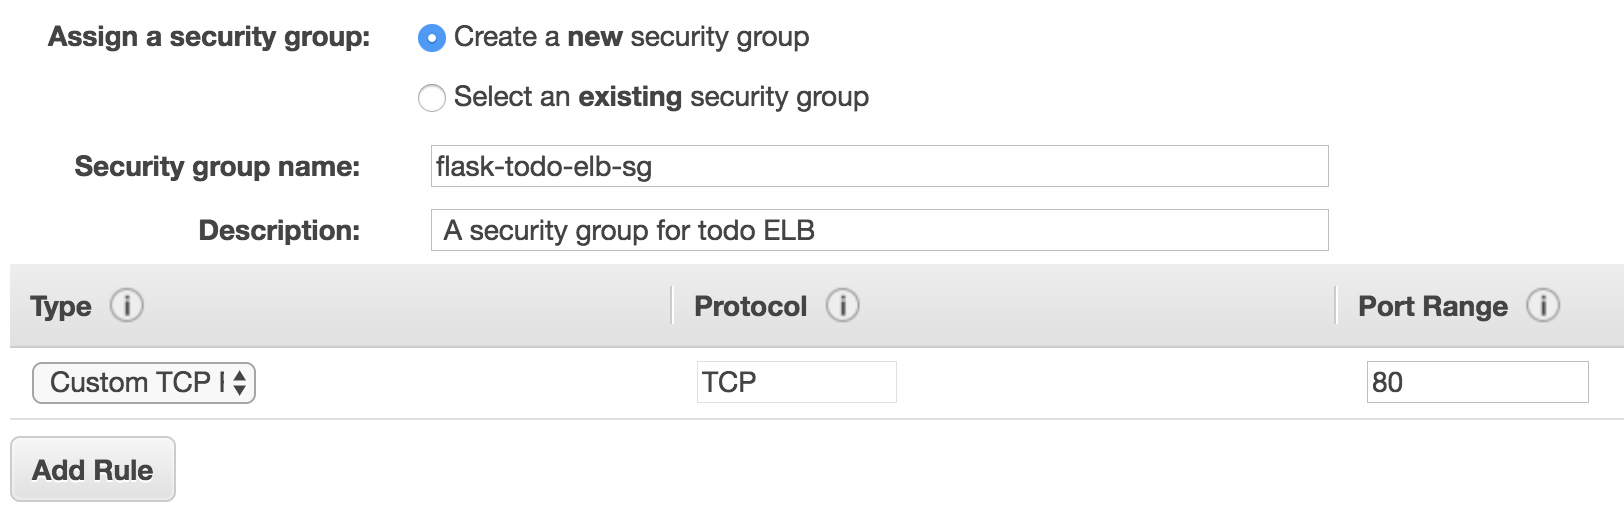 Assign a security group: Create a new security group
Select an existing security group
Security group name: flask-todo-elb-sg
Description: A security group for todo ELB
Type i Protocol i Port Range i
Custom TCP TCP 80
Add Rule